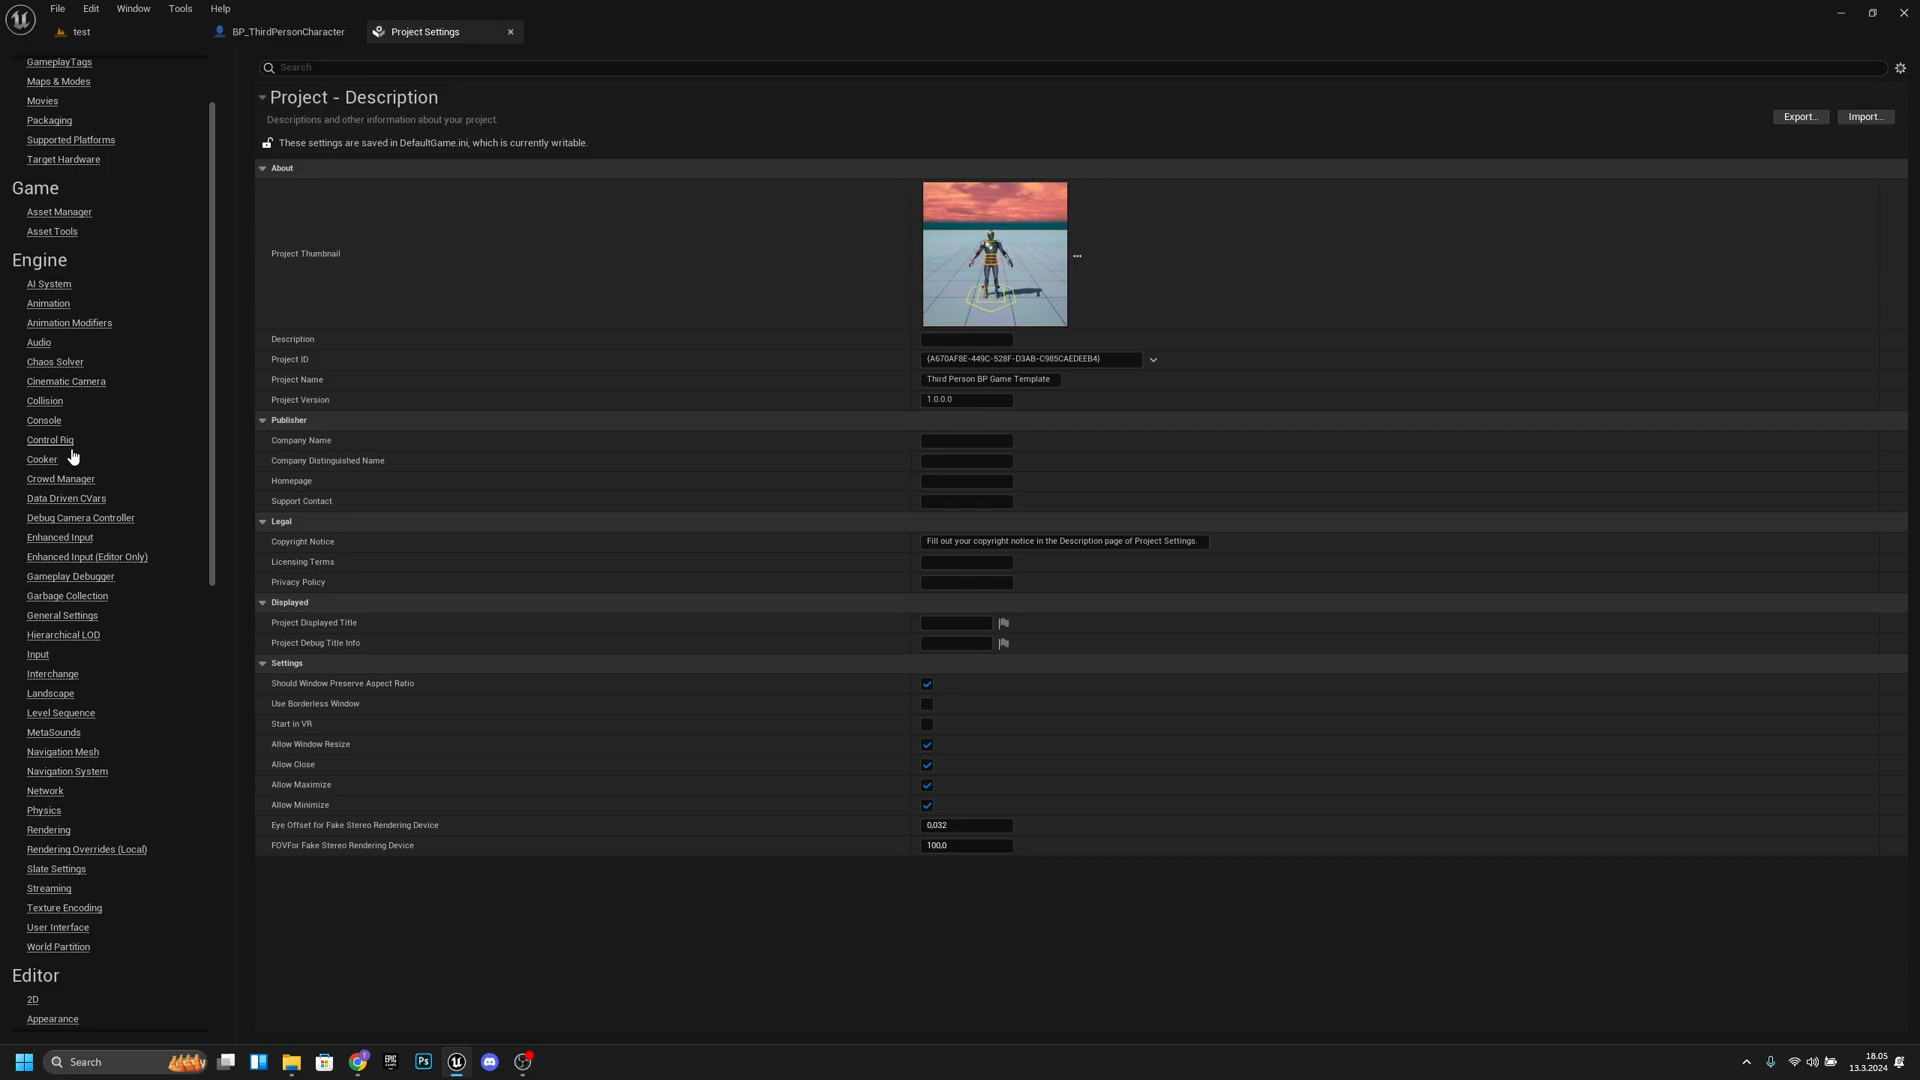 File Edit Window Tools Help
test BP_ThirdPersonCharacter Project Settings
GameplayTags
Maps & Modes
Movies
Packaging
Supported Platforms
Target Hardware
Game
Asset Manager
Asset Tools
Engine
AI System
Animation
Animation Modifiers
Audio
Chaos Solver
Cinematic Camera
Collision
Console
Control Rig
Cooker
Crowd Manager
Data Driven CVars
Debug Camera Controller
Enhanced Input
Enhanced Input (Editor Only)
Gameplay Debugger
Garbage Collection
General Settings
Hierarchical LOD
Input
Interchange
Landscape
Level Sequence
MetaSounds
Navigation Mesh
Navigation System
Network
Physics
Rendering
Rendering Overrides (Local)
Slate Settings
Streaming
Texture Encoding
User Interface
World Partition
Editor
2D
Appearance
Search
Project - Description
Descriptions and other information about your project.
Export... Import...
These settings are saved in DefaultGame.ini, which is currently writable.
About
Project Thumbnail
Description
Project ID {A670AF8E-449C-528F-D3AB-C985CAEDEEB4}
Project Name Third Person BP Game Template
Project Version 1.0.0.0
Publisher
Company Name
Company Distinguished Name
Homepage
Support Contact
Legal
Copyright Notice Fill out your copyright notice in the Description page of Project Settings.
Licensing Terms
Privacy Policy
Displayed
Project Displayed Title
Project Debug Title Info
Settings
Should Window Preserve Aspect Ratio
Use Borderless Window
Start in VR
Allow Window Resize
Allow Close
Allow Maximize
Allow Minimize
Eye Offset for Fake Stereo Rendering Device 0,032
FOVFor Fake Stereo Rendering Device 100,0
Search
EPIC GAMES
Ps
18.05
13.3.2024